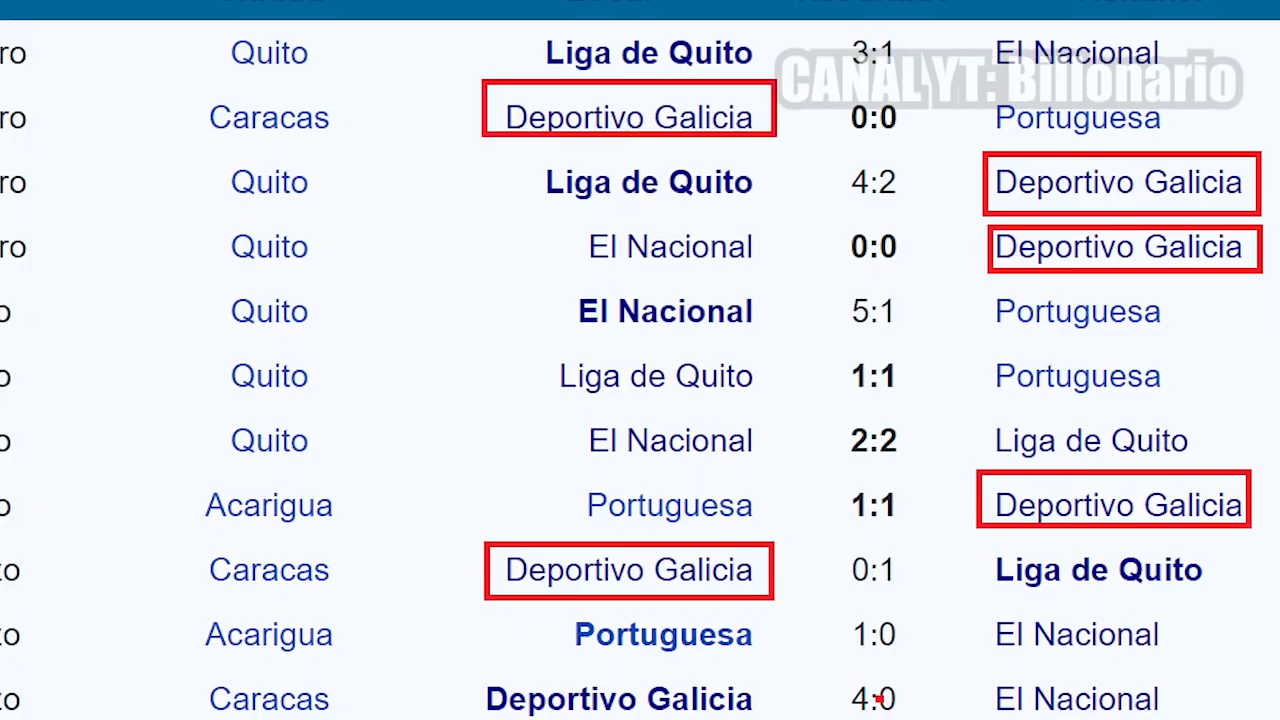 ro Quito Liga de Quito 3:1 El Nacional
CANAL YT: Billonario
ro Caracas Deportivo Galicia 0:0 Portuguesa
ro Quito Liga de Quito 4:2 Deportivo Galicia
ro Quito El Nacional 0:0 Deportivo Galicia
o Quito El Nacional 5:1 Portuguesa
o Quito Liga de Quito 1:1 Portuguesa
o Quito El Nacional 2:2 Liga de Quito
o Acarigua Portuguesa 1:1 Deportivo Galicia
zo Caracas Deportivo Galicia 0:1 Liga de Quito
zo Acarigua Portuguesa 1:0 El Nacional
zo Caracas Deportivo Galicia 4:0 El Nacional